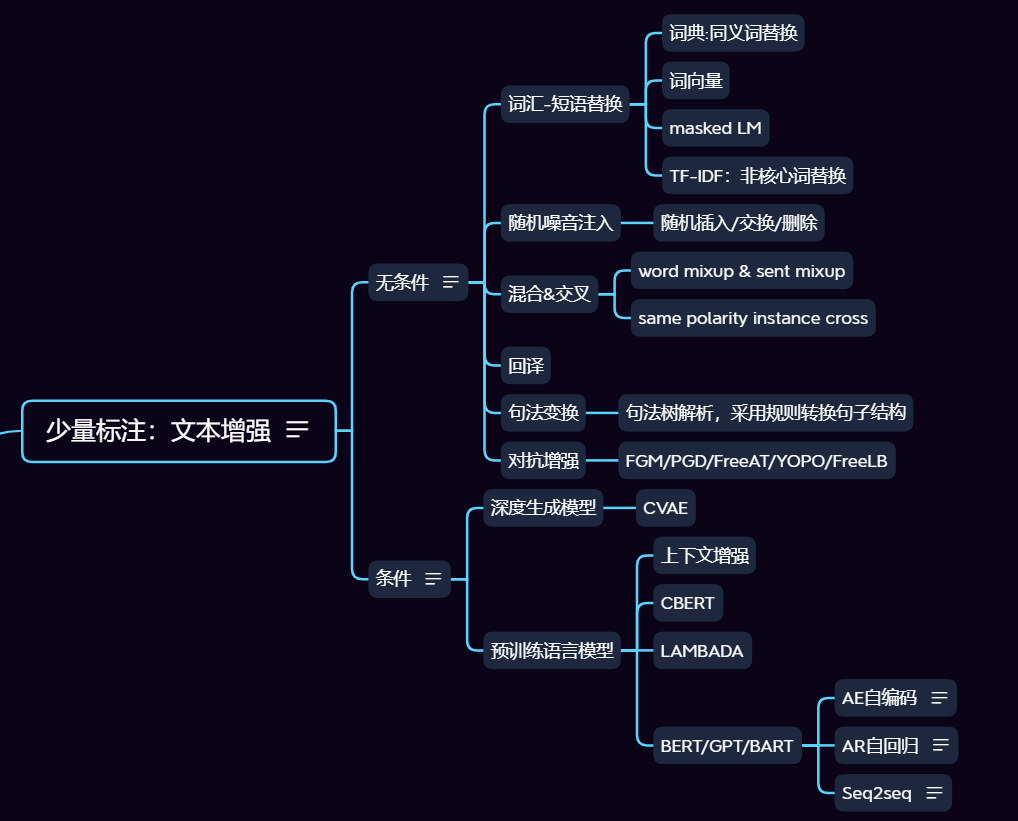 少量标注：文本增强
无条件
词汇-短语替换
词典:同义词替换
词向量
masked LM
TF-IDF：非核心词替换
随机噪音注入
随机插入/交换/删除
混合&交叉
word mixup & sent mixup
same polarity instance cross
回译
句法变换
句法树解析，采用规则转换句子结构
对抗增强
FGM/PGD/FreeAT/YOPO/FreeLB
条件
深度生成模型
CVAE
预训练语言模型
上下文增强
CBERT
LAMBADA
BERT/GPT/BART
AE自编码
AR自回归
Seq2seq